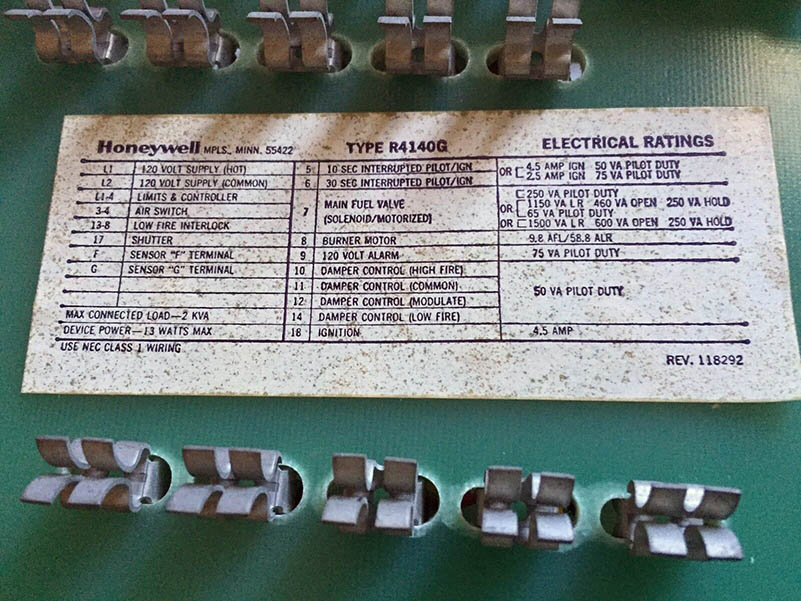 Honeywell MPLS., MINN. 55422 TYPE R4140G ELECTRICAL RATINGS
L1 120 VOLT SUPPLY (HOT) 5 10 SEC INTERRUPTED PILOT/IGN OR 4.5 AMP IGN 50 VA PILOT DUTY
L2 120 VOLT SUPPLY (COMMON) 6 30 SEC INTERRUPTED PILOT/IGN 2.5 AMP IGN 75 VA PILOT DUTY
L1-4 LIMITS & CONTROLLER 7 MAIN FUEL VALVE 250 VA PILOT DUTY
3-4 AIR SWITCH (SOLENOID/MOTORIZED) OR 1150 VA LR 460 VA OPEN 250 VA HOLD
65 VA PILOT DUTY
13-8 LOW FIRE INTERLOCK OR 1500 VA LR 600 VA OPEN 250 VA HOLD
17 SHUTTER 8 BURNER MOTOR 9.8 AFL/58.8 ALR
F SENSOR "F" TERMINAL 9 120 VOLT ALARM 75 VA PILOT DUTY
G SENSOR "G" TERMINAL 10 DAMPER CONTROL (HIGH FIRE)
11 DAMPER CONTROL (COMMON) 50 VA PILOT DUTY
12 DAMPER CONTROL (MODULATE)
MAX CONNECTED LOAD—2 KVA 14 DAMPER CONTROL (LOW FIRE)
DEVICE POWER—13 WATTS MAX 18 IGNITION 4.5 AMP
USE NEC CLASS 1 WIRING REV. 118292